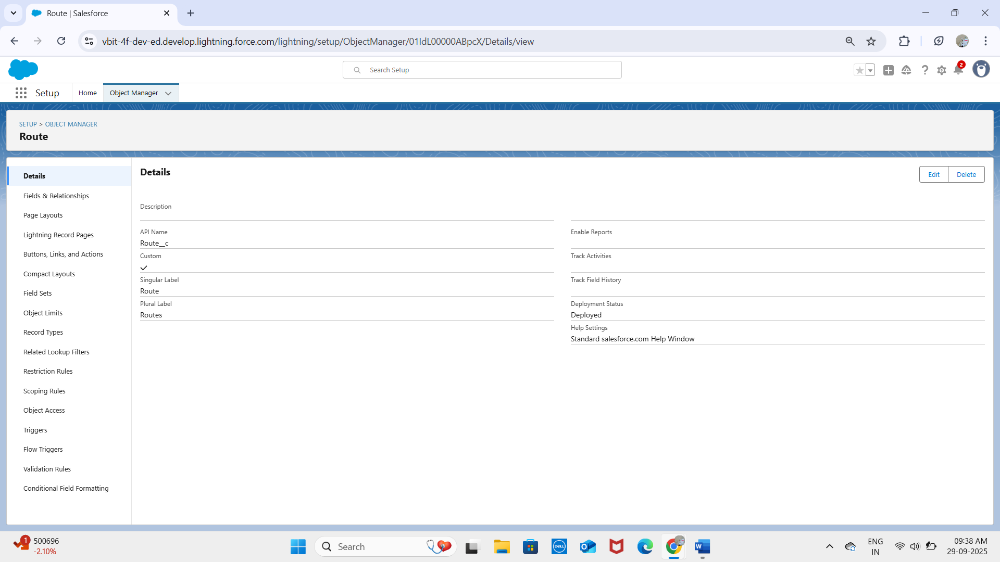 Route | Salesforce
vbit-4f-dev-ed.develop.lightning.force.com/lightning/setup/ObjectManager/01IdL00000ABpcX/Details/view
Search Setup
2
Setup
Home
Object Manager
SETUP > OBJECT MANAGER
Route
Details
Fields & Relationships
Page Layouts
Lightning Record Pages
Buttons, Links, and Actions
Compact Layouts
Field Sets
Object Limits
Record Types
Related Lookup Filters
Restriction Rules
Scoping Rules
Object Access
Triggers
Flow Triggers
Validation Rules
Conditional Field Formatting
Details
Edit
Delete
Description
API Name
Route__c
Custom
Singular Label
Route
Plural Label
Routes
Enable Reports
Track Activities
Track Field History
Deployment Status
Deployed
Help Settings
Standard salesforce.com Help Window
1
500696
-2.10%
Search
DELL
W
ENG
IN
09:38 AM
29-09-2025